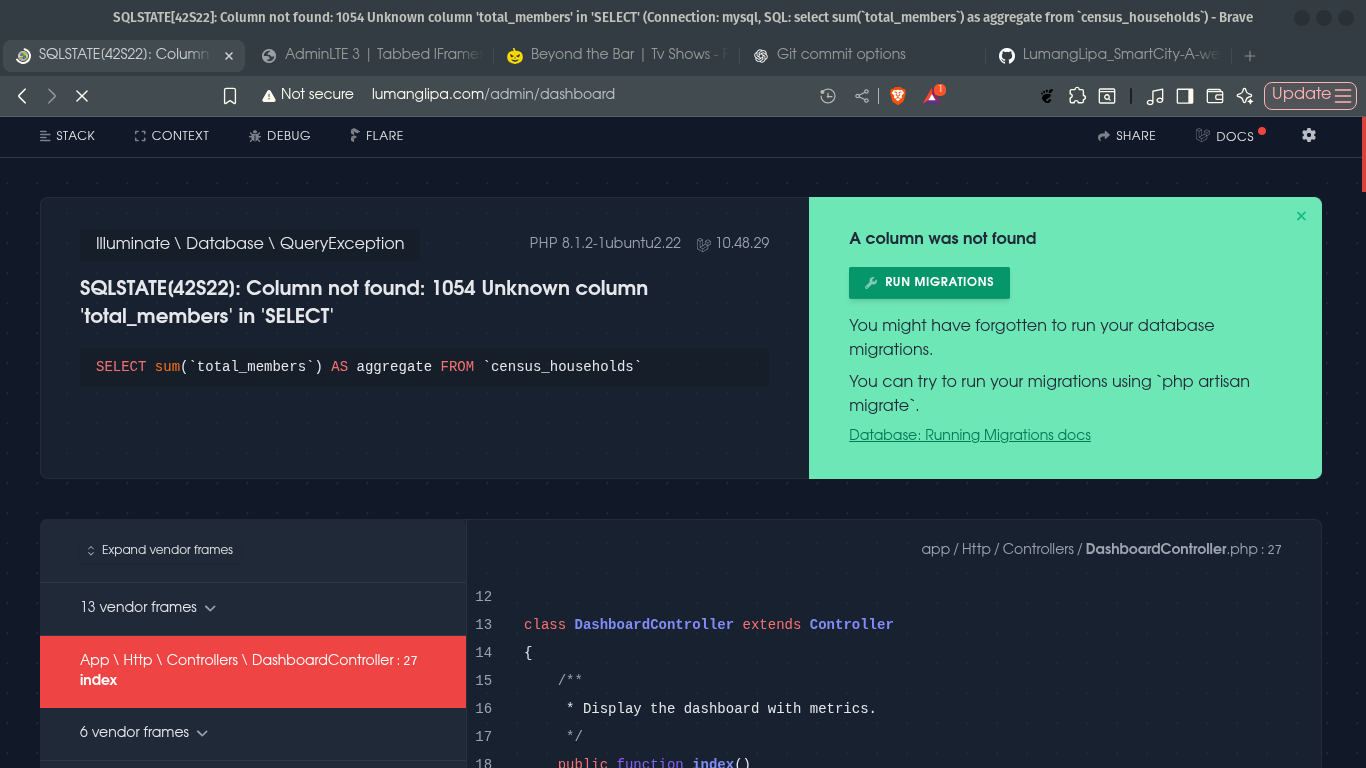 SQLSTATE[42S22]: Column not found: 1054 Unknown column 'total_members' in 'SELECT' (Connection: mysql, SQL: select sum(`total_members`) as aggregate from `census_households`) - Brave
SQLSTATE[42S22]: Column
AdminLTE 3 | Tabbed IFrame
Beyond the Bar | Tv Shows -
Git commit options
LumangLipa_SmartCity-A-we
Not secure lumanglipa.com/admin/dashboard
1
Update
STACK CONTEXT DEBUG FLARE SHARE DOCS
Illuminate \ Database \ QueryException
PHP 8.1.2-1ubuntu2.22 10.48.29
SQLSTATE[42S22]: Column not found: 1054 Unknown column
'total_members' in 'SELECT'
SELECT sum(`total_members`) AS aggregate FROM `census_households`
A column was not found
RUN MIGRATIONS
You might have forgotten to run your database
migrations.
You can try to run your migrations using `php artisan
migrate`.
Database: Running Migrations docs
Expand vendor frames
13 vendor frames
App \ Http \ Controllers \ DashboardController : 27
index
6 vendor frames
app / Http / Controllers / DashboardController.php : 27
12
13 class DashboardController extends Controller
14 {
15 /**
16 * Display the dashboard with metrics.
17 */
18 public function index()